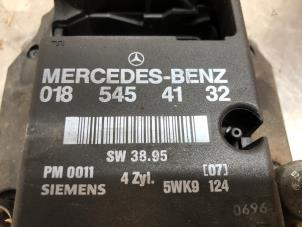 MERCEDES-BENZ
018 545 41 32
SW 38.95
PM 0011 4 Zyl. [07]
SIEMENS 5WK9 124
0696